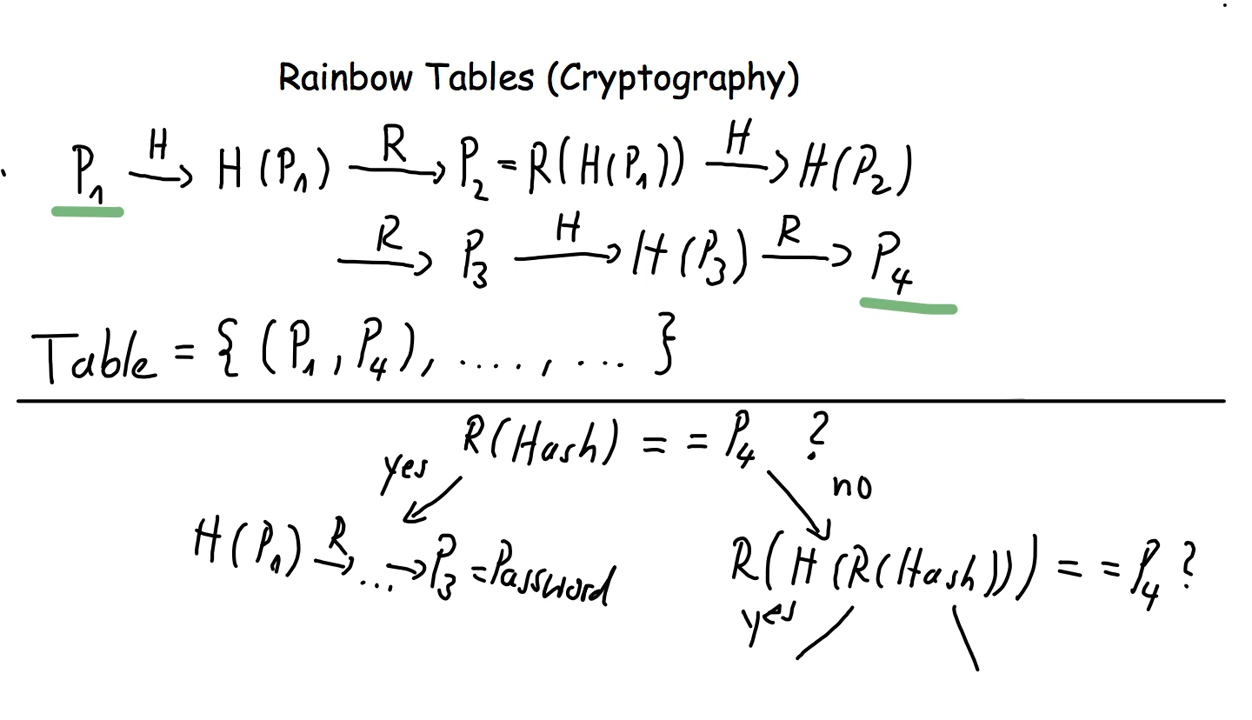 Rainbow Tables (Cryptography)
P₁ →H H(P₁) →R P₂ = R(H(P₁)) →H H(P₂)
→R P₃ →H H(P₃) →R P₄
Table = { (P₁, P₄), ...., ... }
R(Hash) == P₄ ?
yes
no
H(P₁) →R, ... → P₃ = Password
R(H(R(Hash))) == P₄ ?
yes